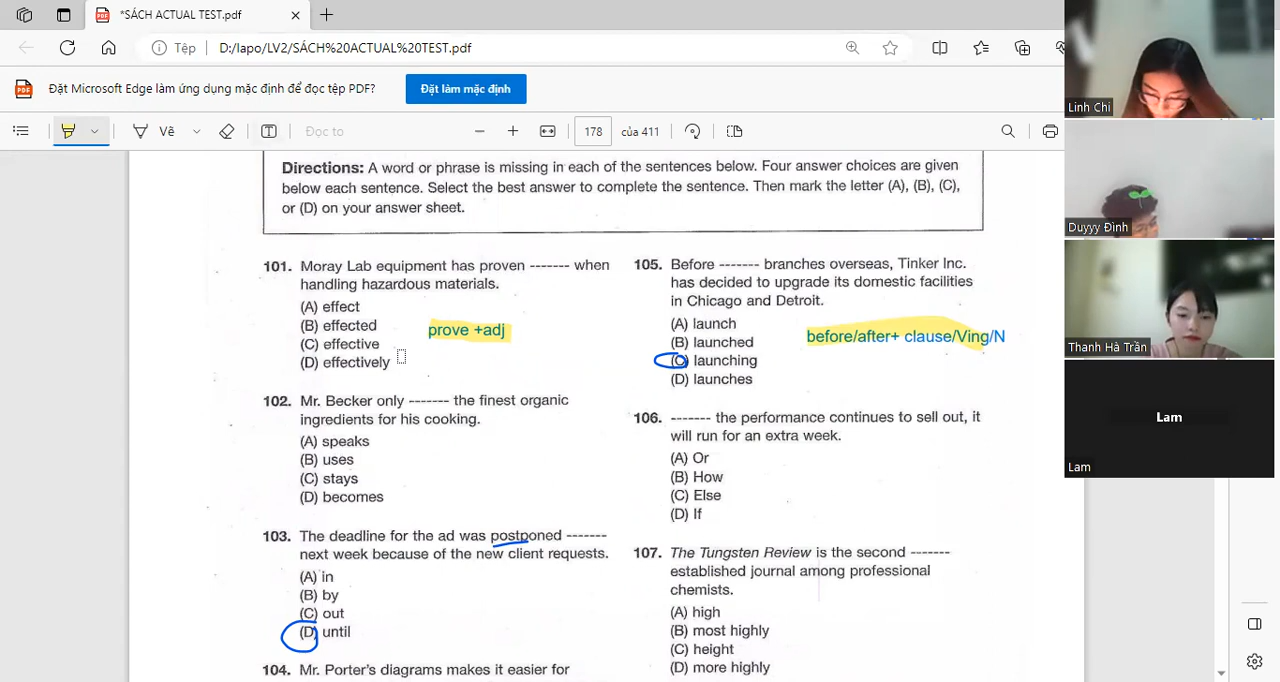 *SÁCH ACTUAL TEST.pdf
Tệp
D:/lapo/LV2/SÁCH%20ACTUAL%20TEST.pdf
Đặt Microsoft Edge làm ứng dụng mặc định để đọc tệp PDF?
Đặt làm mặc định
Vẽ
Đọc to
178
của 411
Directions: A word or phrase is missing in each of the sentences below. Four answer choices are given
below each sentence. Select the best answer to complete the sentence. Then mark the letter (A), (B), (C),
or (D) on your answer sheet.
101. Moray Lab equipment has proven ------- when
handling hazardous materials.
(A) effect
(B) effected
(C) effective
(D) effectively
prove +adj
102. Mr. Becker only ------- the finest organic
ingredients for his cooking.
(A) speaks
(B) uses
(C) stays
(D) becomes
103. The deadline for the ad was postponed -------
next week because of the new client requests.
(A) in
(B) by
(C) out
(D) until
104. Mr. Porter's diagrams makes it easier for
105. Before ------- branches overseas, Tinker Inc.
has decided to upgrade its domestic facilities
in Chicago and Detroit.
(A) launch
(B) launched
(C) launching
(D) launches
before/after+ clause/Ving/N
106. ------- the performance continues to sell out, it
will run for an extra week.
(A) Or
(B) How
(C) Else
(D) If
107. The Tungsten Review is the second -------
established journal among professional
chemists.
(A) high
(B) most highly
(C) height
(D) more highly
Linh Chi
Duyyy Đình
Thanh Hà Trần
Lam
Lam